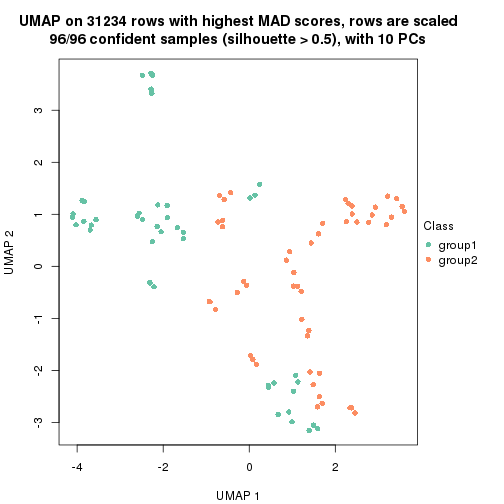 UMAP on 31234 rows with highest MAD scores, rows are scaled
96/96 confident samples (silhouette > 0.5), with 10 PCs
3
2
1
0
-1
-2
-3
UMAP 2
-4
-2
0
2
UMAP 1
Class
group1
group2